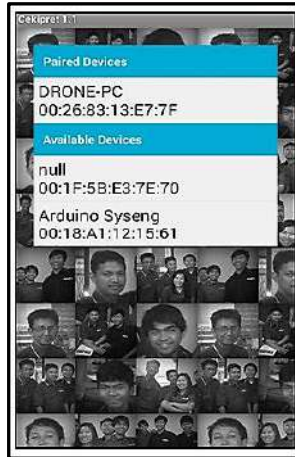 Cekipret 1.1
Paired Devices
DRONE-PC
00:26:83:13:E7:7F
Available Devices
null
00:1F:5B:E3:7E:70
Arduino Syseng
00:18:A1:12:15:61